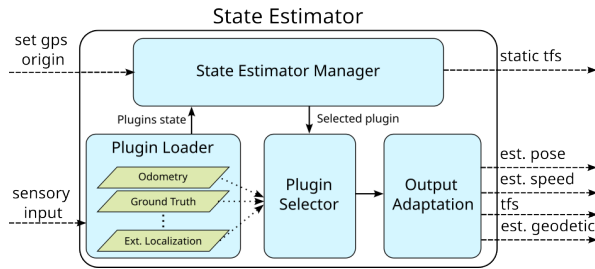 State Estimator
set gps
origin
State Estimator Manager
static tfs
Plugins state
Selected plugin
Plugin Loader
Odometry
Ground Truth
Ext. Localization
sensory
input
Plugin
Selector
Output
Adaptation
est. pose
est. speed
tfs
est. geodetic